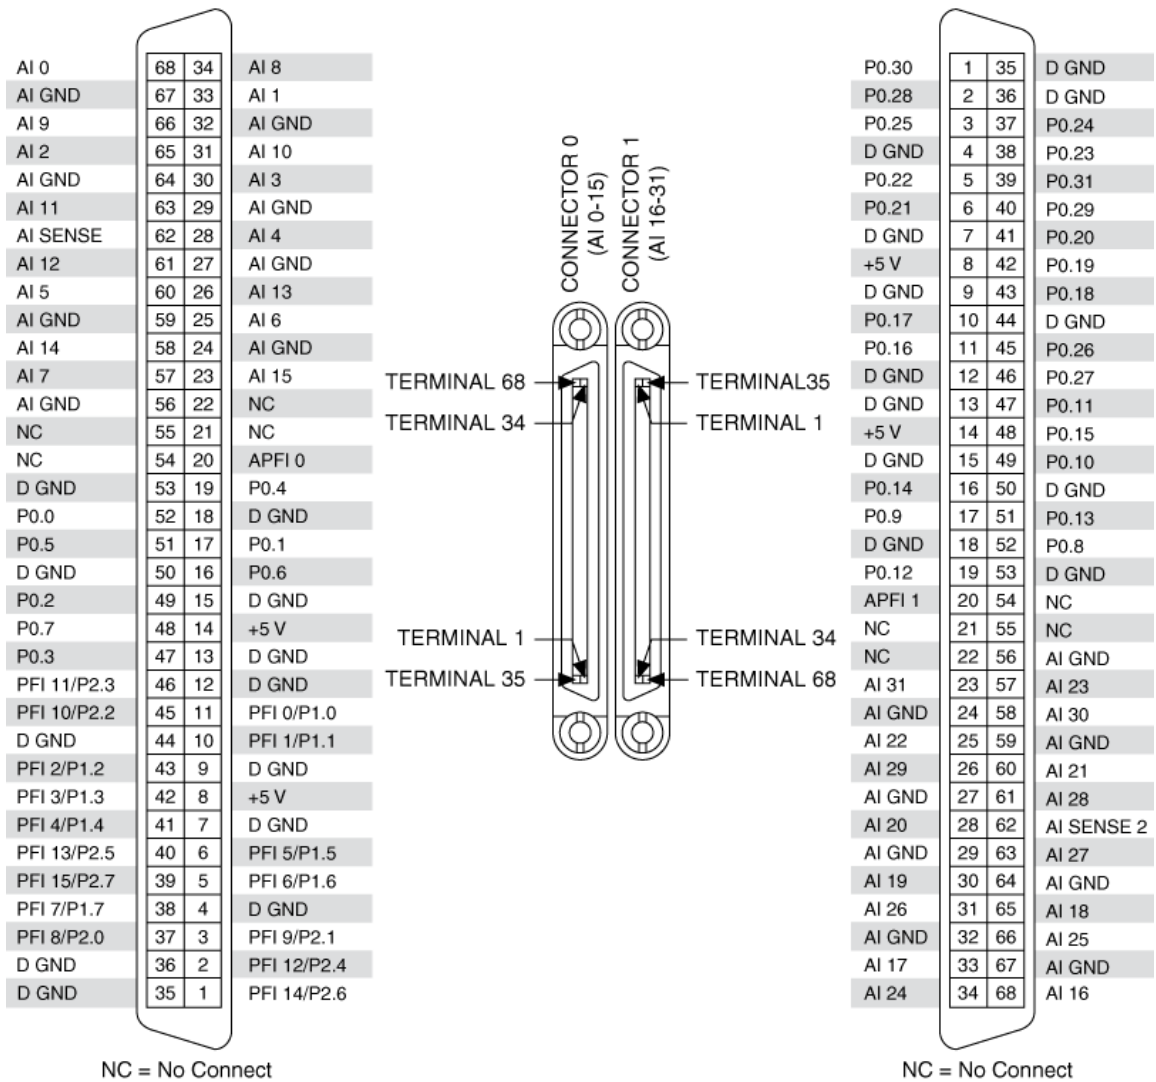 AI 0 68 34 AI 8
AI GND 67 33 AI 1
AI 9 66 32 AI GND
AI 2 65 31 AI 10
AI GND 64 30 AI 3
AI 11 63 29 AI GND
AI SENSE 62 28 AI 4
AI 12 61 27 AI GND
AI 5 60 26 AI 13
AI GND 59 25 AI 6
AI 14 58 24 AI GND
AI 7 57 23 AI 15
AI GND 56 22 NC
NC 55 21 NC
NC 54 20 APFI 0
D GND 53 19 P0.4
P0.0 52 18 D GND
P0.5 51 17 P0.1
D GND 50 16 P0.6
P0.2 49 15 D GND
P0.7 48 14 +5 V
P0.3 47 13 D GND
PFI 11/P2.3 46 12 D GND
PFI 10/P2.2 45 11 PFI 0/P1.0
D GND 44 10 PFI 1/P1.1
PFI 2/P1.2 43 9 D GND
PFI 3/P1.3 42 8 +5 V
PFI 4/P1.4 41 7 D GND
PFI 13/P2.5 40 6 PFI 5/P1.5
PFI 15/P2.7 39 5 PFI 6/P1.6
PFI 7/P1.7 38 4 D GND
PFI 8/P2.0 37 3 PFI 9/P2.1
D GND 36 2 PFI 12/P2.4
D GND 35 1 PFI 14/P2.6
NC = No Connect
CONNECTOR 0
(AI 0-15)
CONNECTOR 1
(AI 16-31)
TERMINAL 68
TERMINAL35
TERMINAL 34
TERMINAL 1
TERMINAL 1
TERMINAL 34
TERMINAL 35
TERMINAL 68
P0.30 1 35 D GND
P0.28 2 36 D GND
P0.25 3 37 P0.24
D GND 4 38 P0.23
P0.22 5 39 P0.31
P0.21 6 40 P0.29
D GND 7 41 P0.20
+5 V 8 42 P0.19
D GND 9 43 P0.18
P0.17 10 44 D GND
P0.16 11 45 P0.26
D GND 12 46 P0.27
D GND 13 47 P0.11
+5 V 14 48 P0.15
D GND 15 49 P0.10
P0.14 16 50 D GND
P0.9 17 51 P0.13
D GND 18 52 P0.8
P0.12 19 53 D GND
APFI 1 20 54 NC
NC 21 55 NC
NC 22 56 AI GND
AI 31 23 57 AI 23
AI GND 24 58 AI 30
AI 22 25 59 AI GND
AI 29 26 60 AI 21
AI GND 27 61 AI 28
AI 20 28 62 AI SENSE 2
AI GND 29 63 AI 27
AI 19 30 64 AI GND
AI 26 31 65 AI 18
AI GND 32 66 AI 25
AI 17 33 67 AI GND
AI 24 34 68 AI 16
NC = No Connect